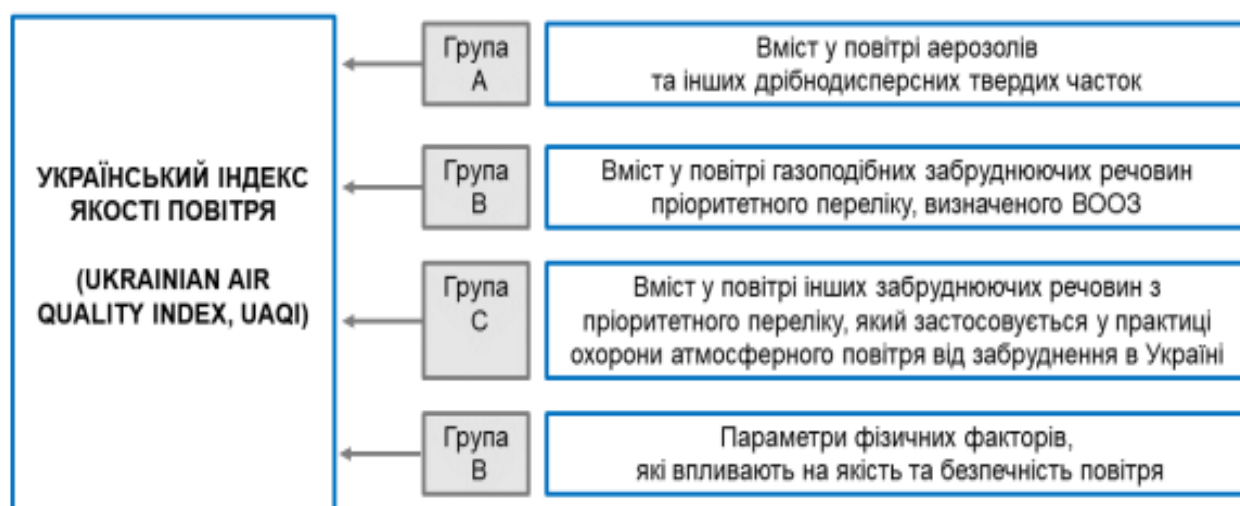 УКРАЇНСЬКИЙ ІНДЕКС
ЯКОСТІ ПОВІТРЯ
(UKRAINIAN AIR
QUALITY INDEX, UAQI)
Група
А
Вміст у повітрі аерозолів
та інших дрібнодисперсних твердих часток
Група
В
Вміст у повітрі газоподібних забруднюючих речовин
пріоритетного переліку, визначеного ВООЗ
Група
С
Вміст у повітрі інших забруднюючих речовин з
пріоритетного переліку, який застосовується у практиці
охорони атмосферного повітря від забруднення в Україні
Група
В
Параметри фізичних факторів,
які впливають на якість та безпечність повітря